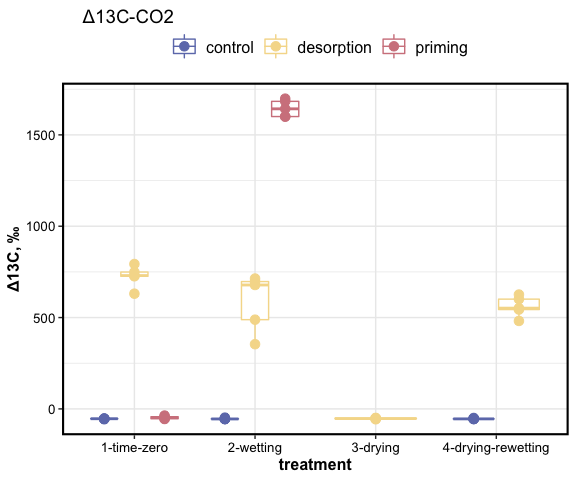 Δ13C-CO2
control desorption priming
Δ13C, ‰
1500
1000
500
0
1-time-zero 2-wetting 3-drying 4-drying-rewetting
treatment